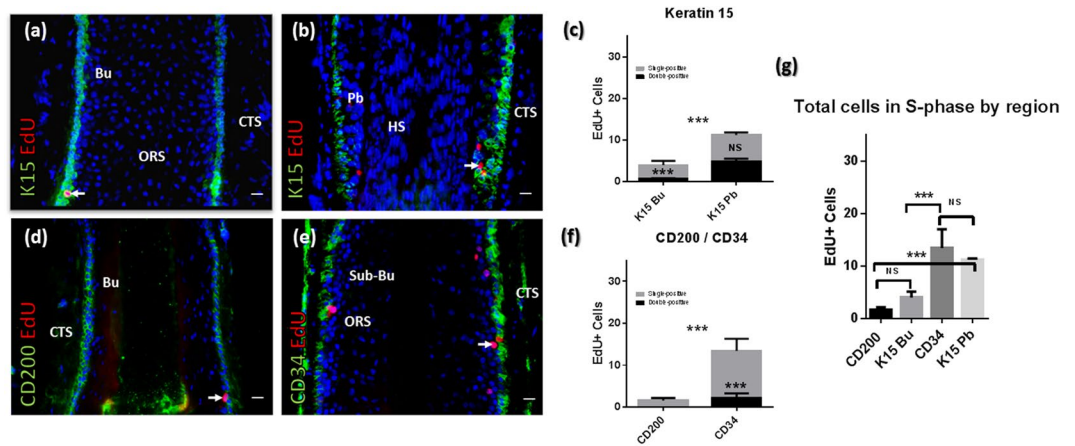 (a)
Bu
CTS
ORS
K15 EdU
(b)
Pb
HS
CTS
K15 EdU
(c)
Keratin 15
Single-positive
Double-positive
EdU+ Cells
30
20
10
0
***
***
NS
K15 Bu
K15 Pb
(d)
Bu
CTS
CD200 EdU
(e)
Sub-Bu
ORS
CTS
CD34 EdU
(f)
CD200 / CD34
Single-positive
Double-positive
EdU+ Cells
30
20
10
0
***
***
CD200
CD34
(g)
Total cells in S-phase by region
EdU+ Cells
30
20
10
0
***
NS
***
NS
CD200
K15 Bu
CD34
K15 Pb